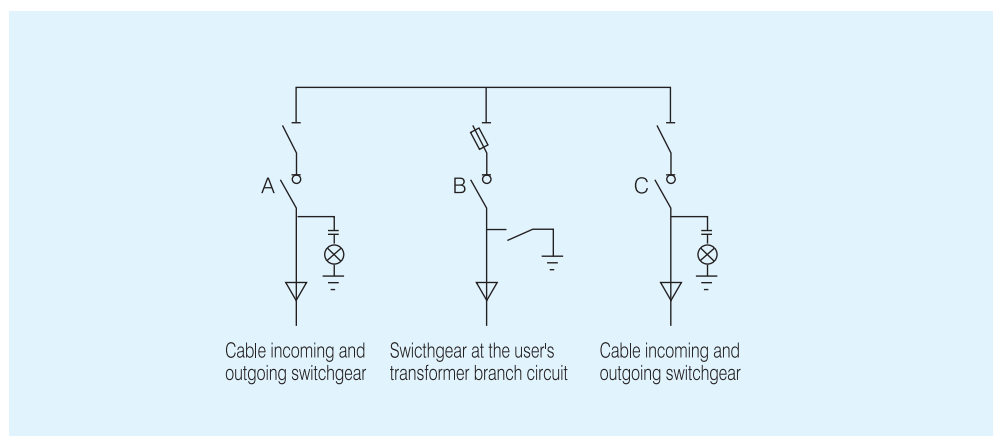 A
B
C
Cable incoming and
outgoing switchgear
Swicthgear at the user's
transformer branch circuit
Cable incoming and
outgoing switchgear